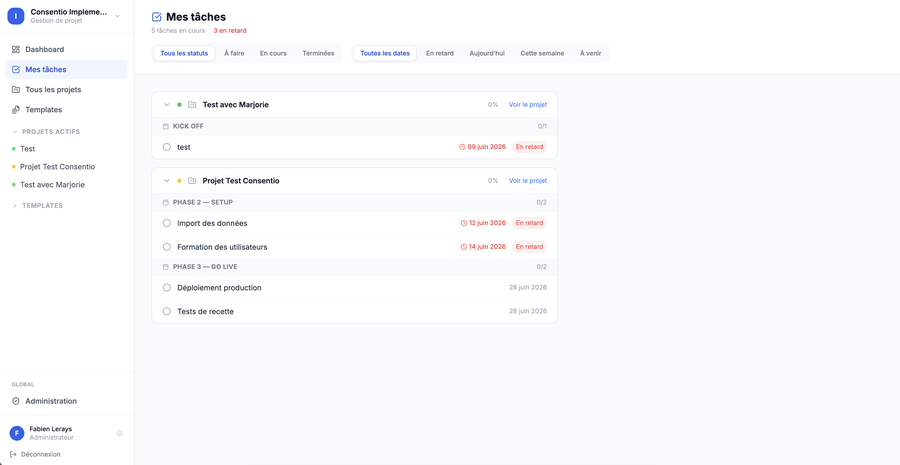 I
Consentio Impleme...
Gestion de projet
Dashboard
Mes tâches
Tous les projets
Templates
PROJETS ACTIFS
Test
Projet Test Consentio
Test avec Marjorie
TEMPLATES
GLOBAL
Administration
F
Fabien Lerays
Administrateur
Déconnexion
Mes tâches
5 tâches en cours 3 en retard
Tous les statuts À faire En cours Terminées Toutes les dates En retard Aujourd'hui Cette semaine À venir
Test avec Marjorie 0% Voir le projet
KICK OFF 0/1
test 09 juin 2026 En retard
Projet Test Consentio 0% Voir le projet
PHASE 2 — SETUP 0/2
Import des données 12 juin 2026 En retard
Formation des utilisateurs 14 juin 2026 En retard
PHASE 3 — GO LIVE 0/2
Déploiement production 26 juin 2026
Tests de recette 28 juin 2026